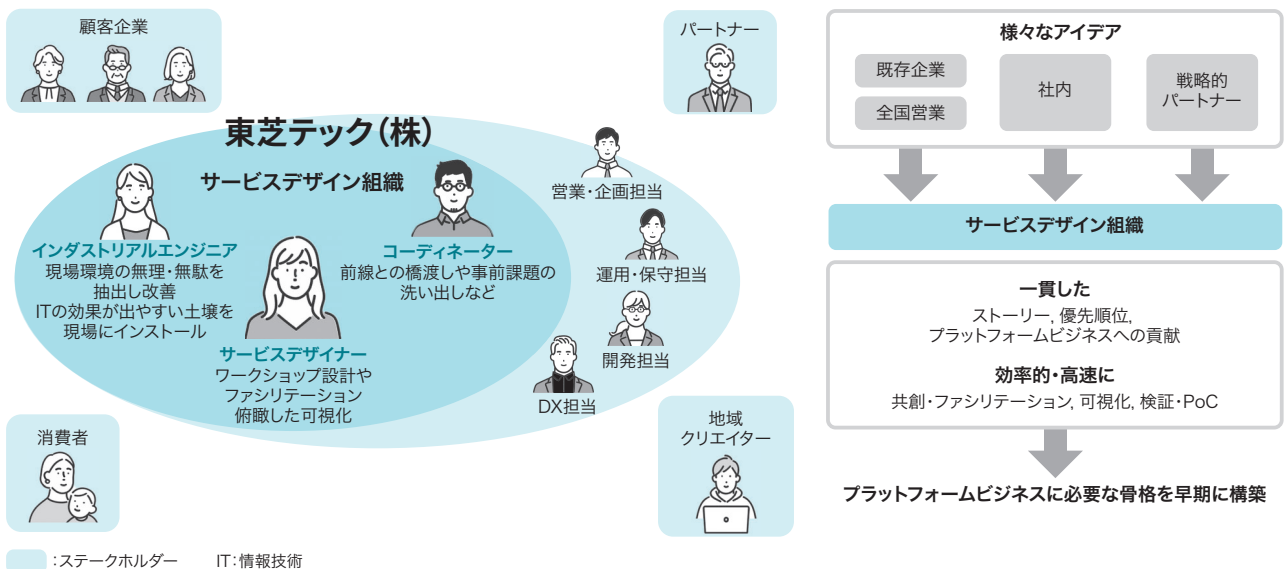 顧客企業
パートナー
東芝テック(株)
サービスデザイン組織
インダストリアルエンジニア
現場環境の無理・無駄を
抽出し改善
ITの効果が出やすい土壌を
現場にインストール
コーディネーター
前線との橋渡しや事前課題の
洗い出しなど
サービスデザイナー
ワークショップ設計や
ファシリテーション
俯瞰した可視化
営業・企画担当
運用・保守担当
開発担当
DX担当
消費者
地域
クリエイター
:ステークホルダー IT:情報技術
様々なアイデア
既存企業
全国営業
社内
戦略的
パートナー
サービスデザイン組織
一貫した
ストーリー, 優先順位,
プラットフォームビジネスへの貢献
効率的・高速に
共創・ファシリテーション, 可視化, 検証・PoC
プラットフォームビジネスに必要な骨格を早期に構築